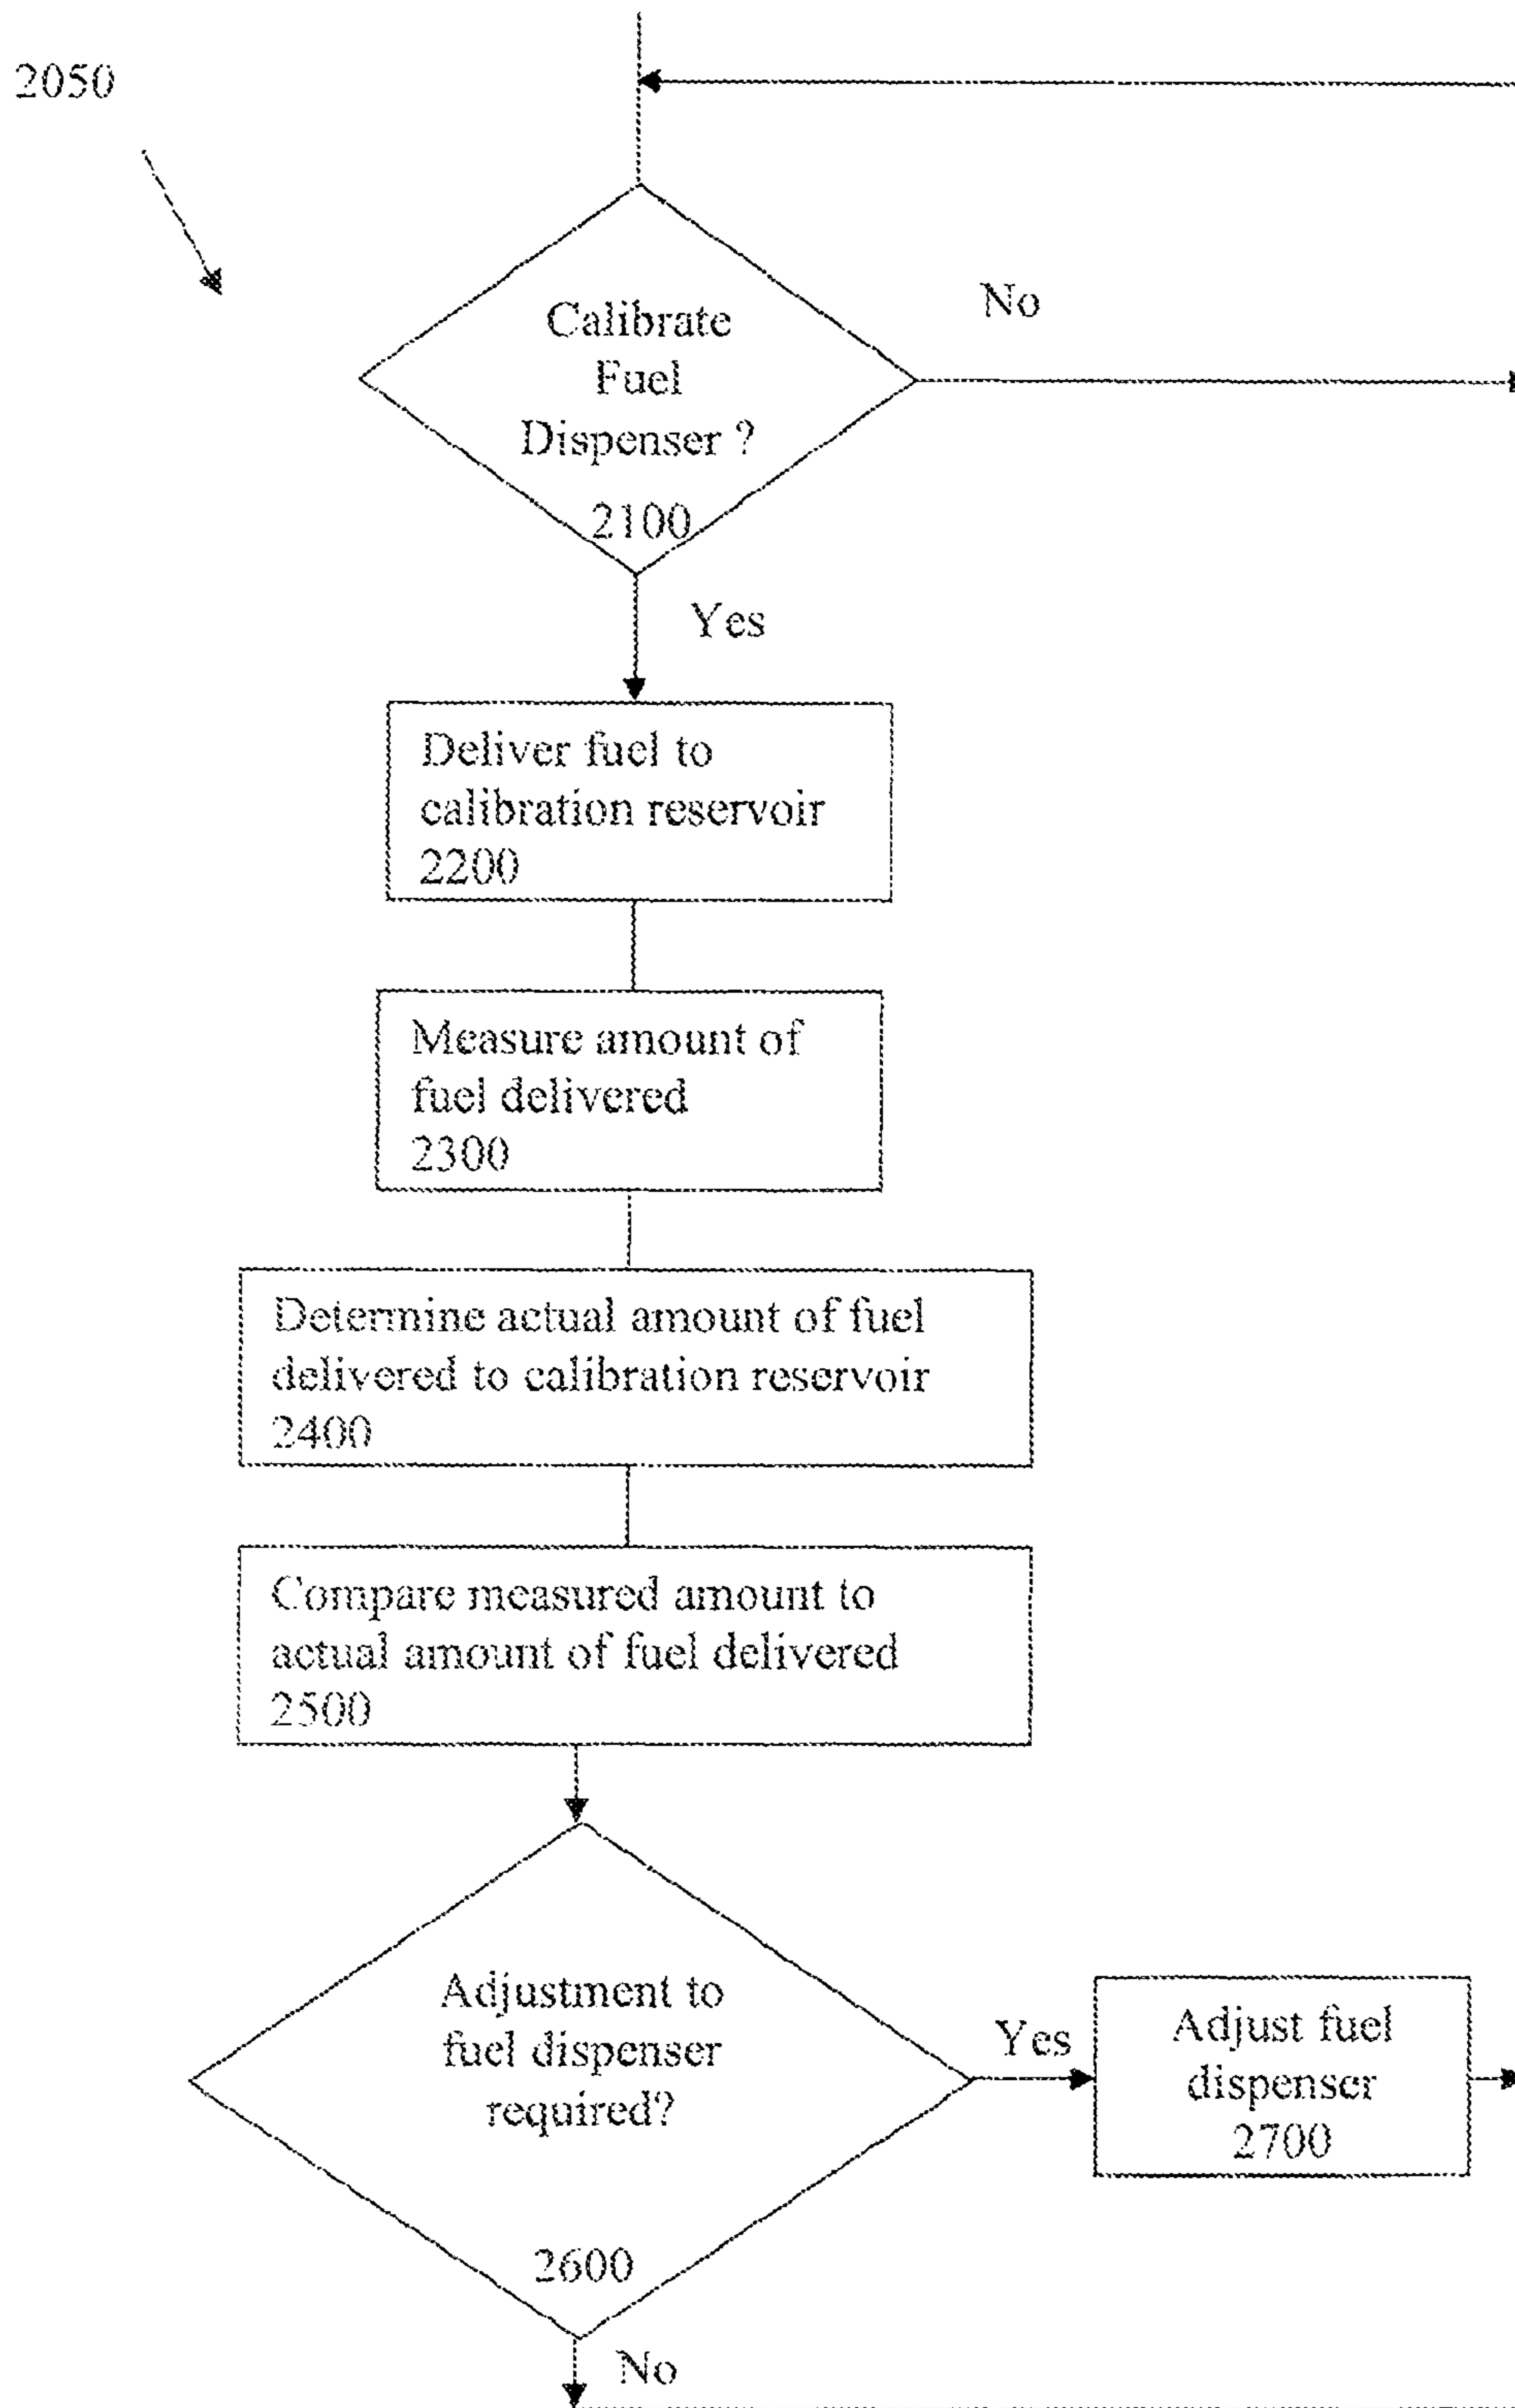 2050
Calibrate
Fuel
Dispenser ?
2100
No
Yes
Deliver fuel to
calibration reservoir
2200
Measure amount of
fuel delivered
2300
Determine actual amount of fuel
delivered to calibration reservoir
2400
Compare measured amount to
actual amount of fuel delivered
2500
Adjustment to
fuel dispenser
required?
2600
Yes
Adjust fuel
dispenser
2700
No